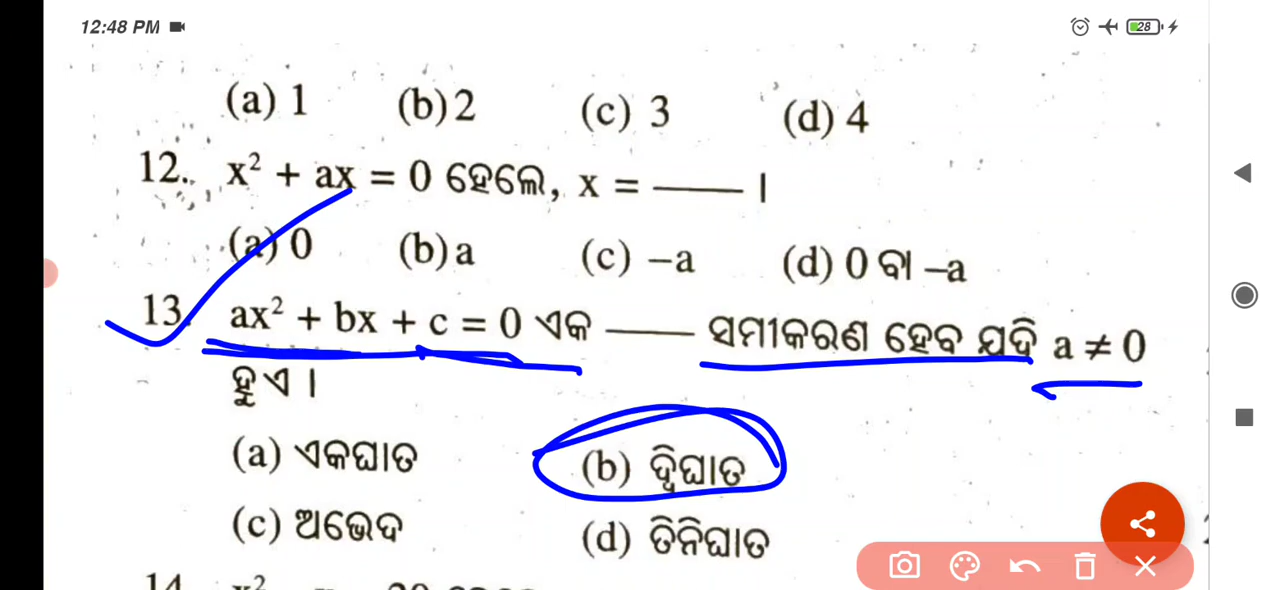 12:48 PM
28
(a) 1 (b) 2 (c) 3 (d) 4
12. x² + ax = 0 ହେଲେ, x = —— ।
(a) 0 (b) a (c) –a (d) 0 ବା –a
13. ax² + bx + c = 0 ଏକ —— ସମୀକରଣ ହେବ ଯଦି a ≠ 0
ହୁଏ ।
(a) ଏକଘାତ (b) ଦ୍ୱିଘାତ
(c) ଅଭେଦ (d) ତିନିଘାତ
14